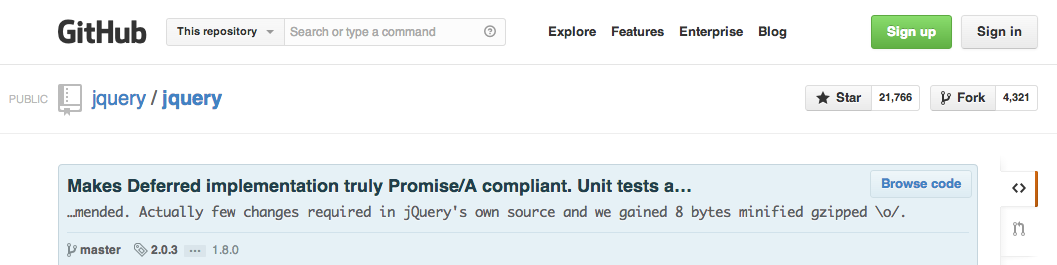 GitHub This repository Search or type a command Explore Features Enterprise Blog Sign up Sign in
PUBLIC jquery / jquery Star 21,766 Fork 4,321
Makes Deferred implementation truly Promise/A compliant. Unit tests a… Browse code
…mended. Actually few changes required in jQuery's own source and we gained 8 bytes minified gzipped \o/.
master 2.0.3 … 1.8.0